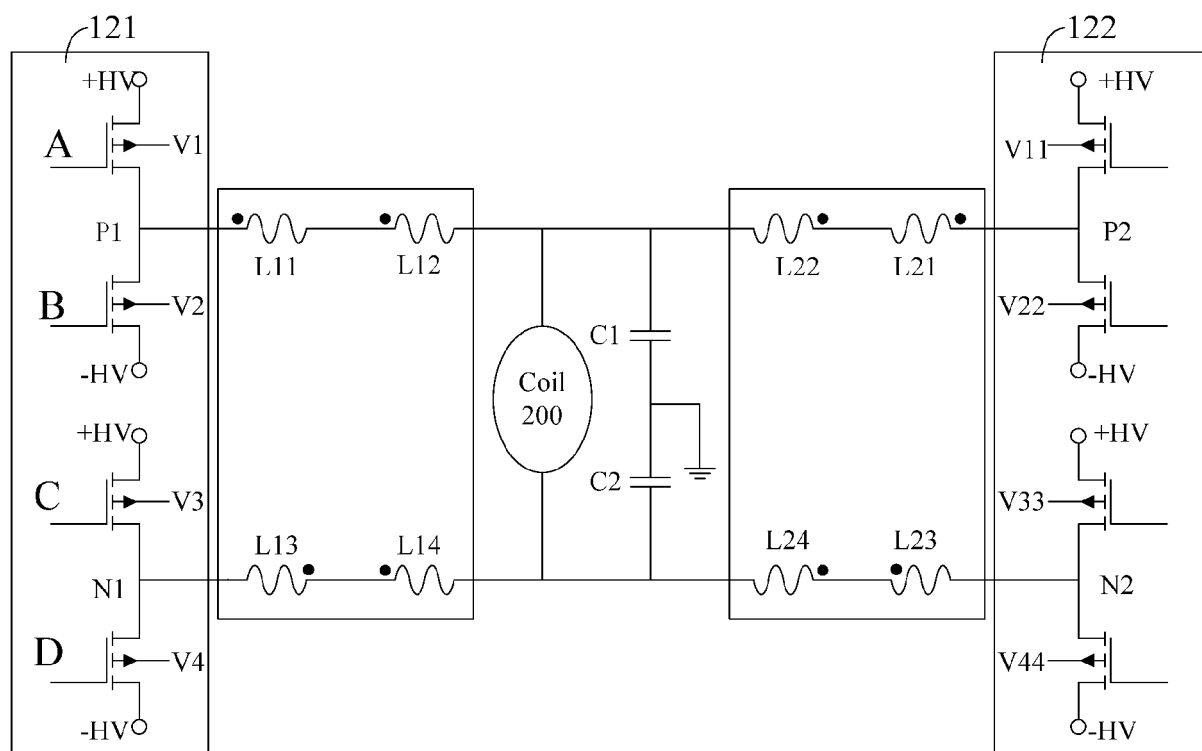 121
122
+HV
+HV
A
V1
V11
P1
P2
L11
L12
L22
L21
B
V2
V22
C1
-HV
-HV
Coil
200
+HV
+HV
C2
C
V3
V33
L13
L14
L24
L23
N1
N2
D
V4
V44
-HV
-HV